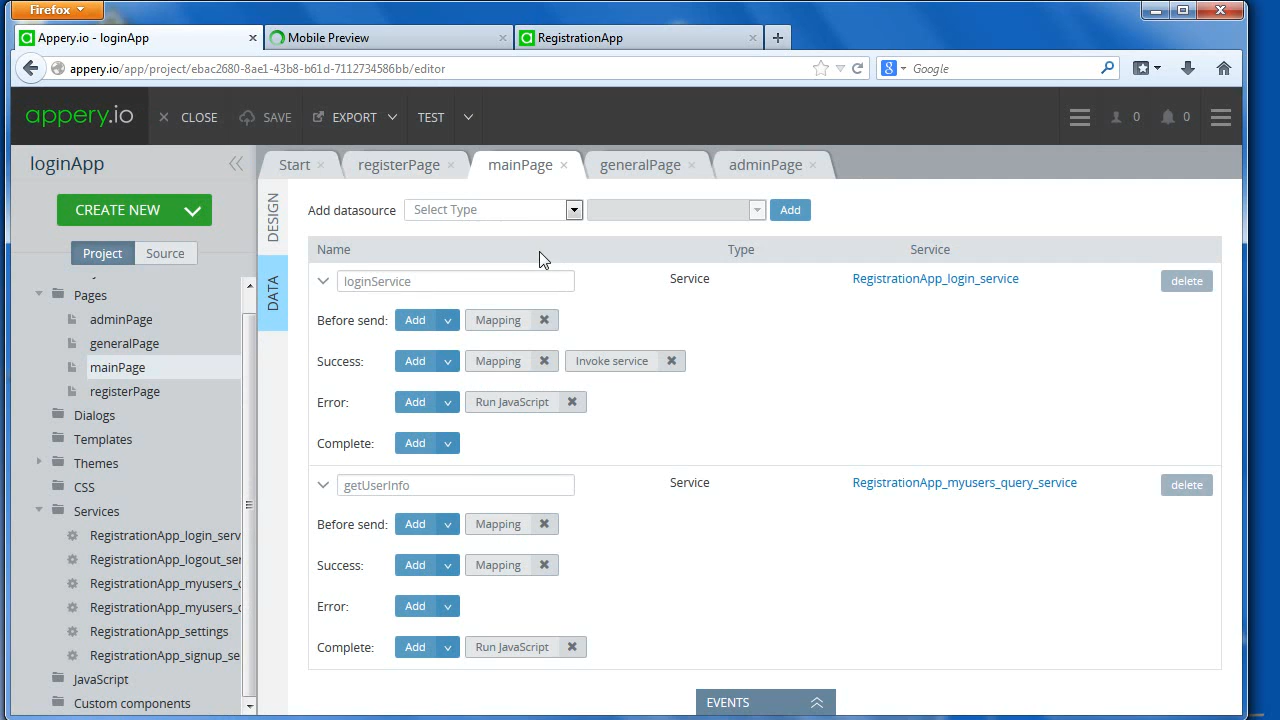 Firefox
Appery.io - loginApp
Mobile Preview
RegistrationApp
appery.io/app/project/ebac2680-8ae1-43b8-b61d-7112734586bb/editor
Google
appery.io
CLOSE
SAVE
EXPORT
TEST
0
0
loginApp
Start
registerPage
mainPage
generalPage
adminPage
CREATE NEW
DESIGN
Add datasource
Select Type
Add
Project
Source
Name
Type
Service
Pages
DATA
loginService
Service
RegistrationApp_login_service
delete
adminPage
Before send:
Add
Mapping
generalPage
mainPage
Success:
Add
Mapping
Invoke service
registerPage
Error:
Add
Run JavaScript
Dialogs
Templates
Complete:
Add
Themes
CSS
getUserInfo
Service
RegistrationApp_myusers_query_service
delete
Services
Before send:
Add
Mapping
RegistrationApp_login_serv
RegistrationApp_logout_ser
Success:
Add
Mapping
RegistrationApp_myusers_
RegistrationApp_myusers_
Error:
Add
RegistrationApp_settings
Complete:
Add
Run JavaScript
RegistrationApp_signup_se
JavaScript
Custom components
EVENTS